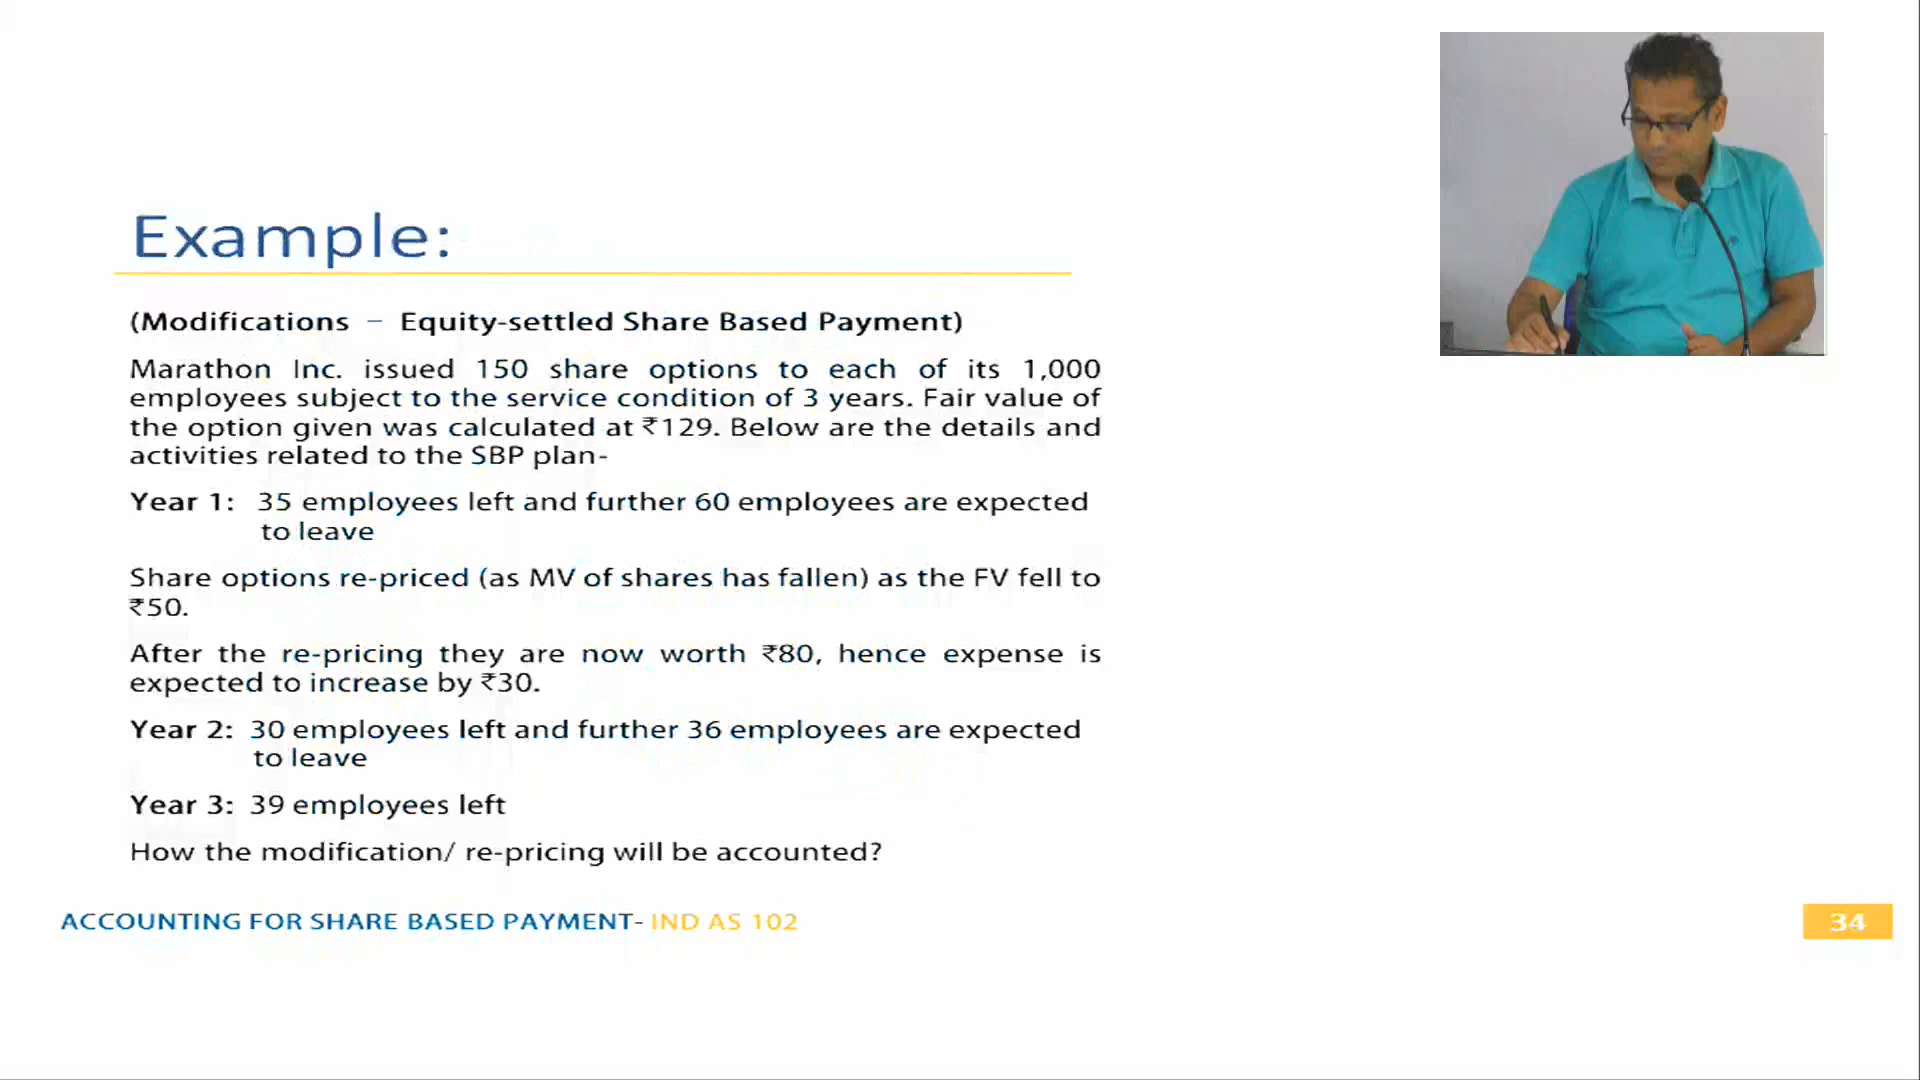 Example:
(Modifications – Equity-settled Share Based Payment)
Marathon Inc. issued 150 share options to each of its 1,000
employees subject to the service condition of 3 years. Fair value of
the option given was calculated at ₹129. Below are the details and
activities related to the SBP plan-
Year 1: 35 employees left and further 60 employees are expected
to leave
Share options re-priced (as MV of shares has fallen) as the FV fell to
₹50.
After the re-pricing they are now worth ₹80, hence expense is
expected to increase by ₹30.
Year 2: 30 employees left and further 36 employees are expected
to leave
Year 3: 39 employees left
How the modification/ re-pricing will be accounted?
ACCOUNTING FOR SHARE BASED PAYMENT- IND AS 102
34